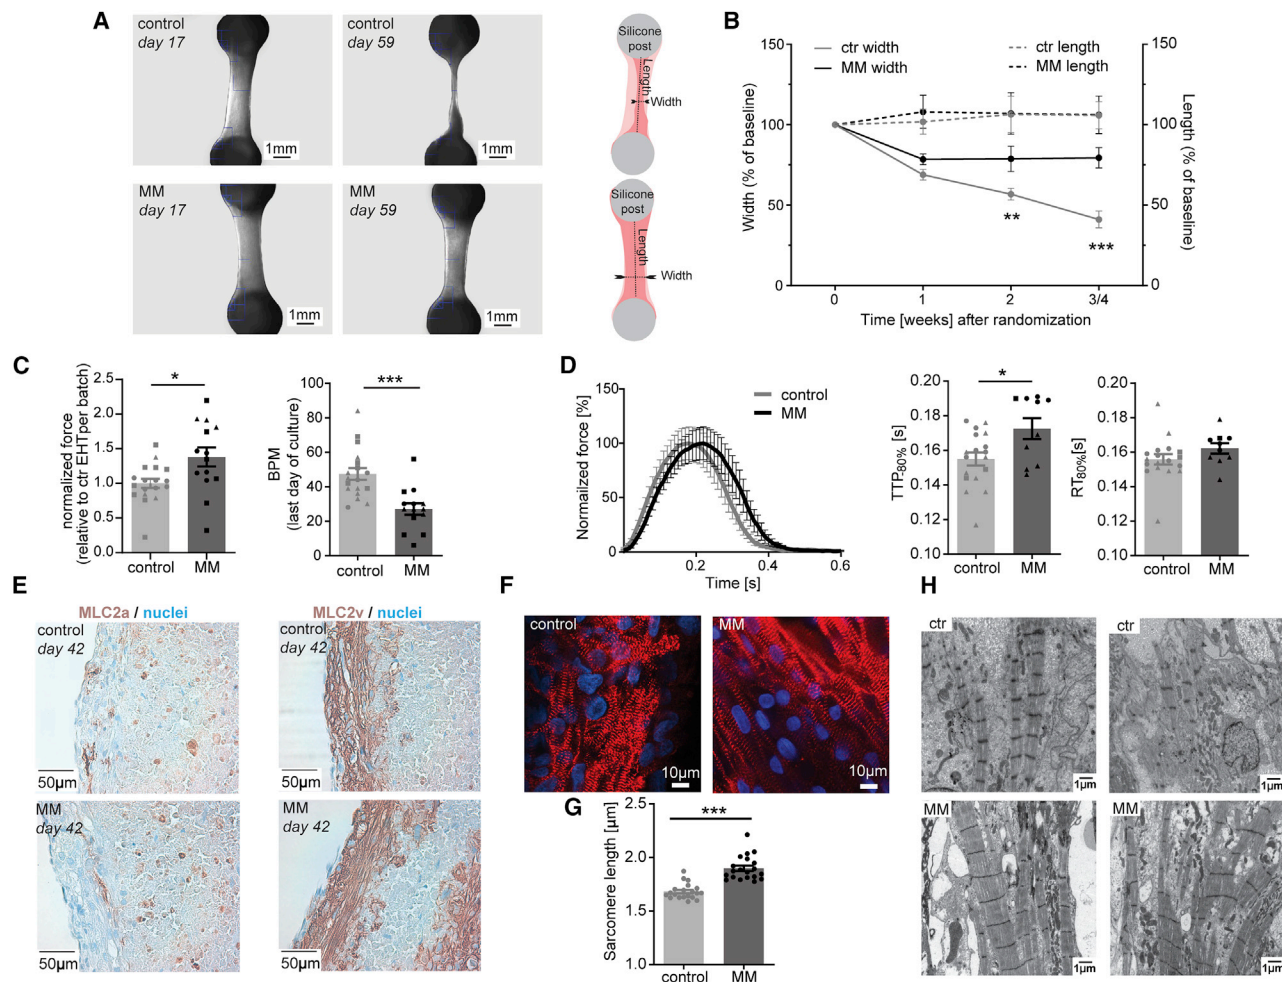 A
control
day 17
1mm
control
day 59
1mm
MM
day 17
1mm
MM
day 59
1mm
Silicone
post
Length
Width
Silicone
post
Length
Width
B
ctr width
MM width
ctr length
MM length
Width (% of baseline)
150
100
50
0
Length (% of baseline)
150
100
50
0
**
***
0
1
2
3/4
Time [weeks] after randomization
C
normalized force
(relative to ctr EHTper batch)
2.5
2.0
1.5
1.0
0.5
0.0
*
control
MM
BPM
(last day of culture)
100
80
60
40
20
0
***
control
MM
D
Normailzed force [%]
150
100
50
control
MM
0.2
0.4
0.6
Time [s]
TTP-80% [s]
0.20
0.18
0.16
0.14
0.12
0.10
*
control
MM
RT80%[s]
0.20
0.18
0.16
0.14
0.12
0.10
control
MM
E
MLC2a / nuclei
control
day 42
50µm
MM
day 42
50µm
MLC2v / nuclei
control
day 42
50µm
MM
day 42
50µm
F
control
10µm
MM
10µm
G
Sarcomere length [µm]
2.5
2.0
1.5
1.0
***
control
MM
H
ctr
1µm
ctr
1µm
MM
1µm
MM
1µm